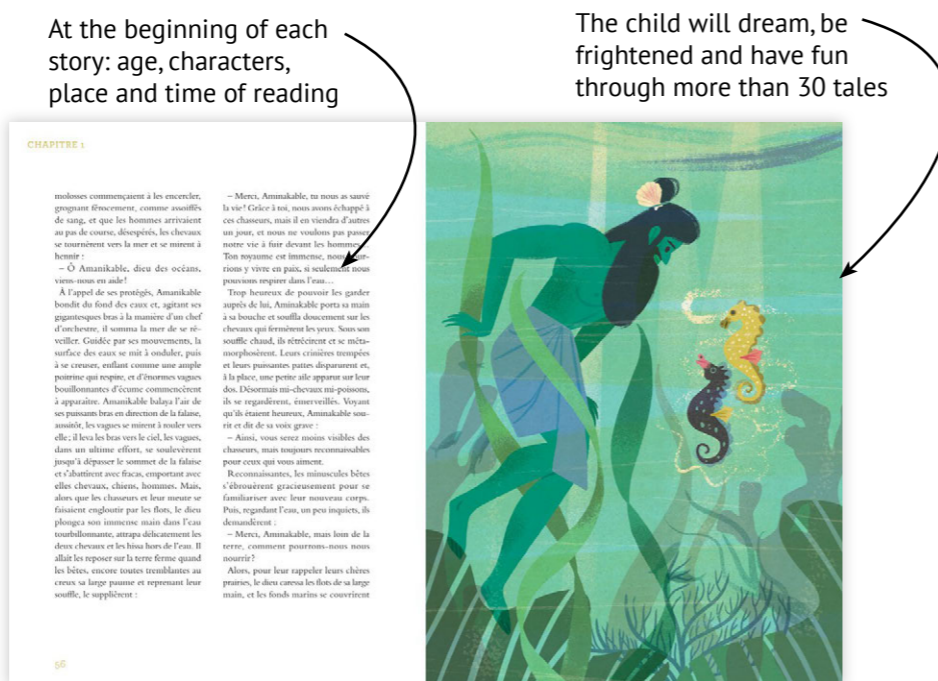 At the beginning of each
story: age, characters,
place and time of reading
The child will dream, be
frightened and have fun
through more than 30 tales
CHAPITRE 1
molosses commençaient à les encercler,
grognant férocement, comme assoiffés
de sang, et que les hommes arrivaient
au pas de course, désespérés, les chevaux
se tournèrent vers la mer et se mirent à
hennir :
– Ô Amanikable, dieu des océans,
viens-nous en aide !
À l'appel de ses protégés, Amanikable
bondit du fond des eaux et, agitant ses
gigantesques bras à la manière d'un chef
d'orchestre, il somma la mer de se ré-
veiller. Guidée par ses mouvements, la
surface des eaux se mit à onduler, puis
à se creuser, enflant comme une ample
poitrine qui respire, et d'énormes vagues
bouillonnantes d'écume commencèrent
à apparaître. Amanikable balaya l'air de
ses puissants bras en direction de la falaise,
aussitôt, les vagues se mirent à rouler vers
elle ; il leva les bras vers le ciel, les vagues,
dans un ultime effort, se soulevèrent
jusqu'à dépasser le sommet de la falaise
et s'abattirent avec fracas, emportant avec
elles chevaux, chiens, hommes. Mais,
alors que les chasseurs et leur meute se
faisaient engloutir par les flots, le dieu
plongea son immense main dans l'eau
tourbillonnante, attrapa délicatement les
deux chevaux et les hissa hors de l'eau. Il
allait les reposer sur la terre ferme quand
les bêtes, encore toutes tremblantes au
creux sa large paume et reprenant leur
souffle, le supplièrent :
– Merci, Aminakable, tu nous as sauvé
la vie ! Grâce à toi, nous avons échappé à
ces chasseurs, mais il en viendra d'autres
un jour, et nous ne voulons pas passer
notre vie à fuir devant les hommes…
Ton royaume est immense, nous
rions y vivre en paix, si seulement nous
pouvions respirer dans l'eau…
Trop heureux de pouvoir les garder
auprès de lui, Aminakable porta sa main
à sa bouche et souffla doucement sur les
chevaux qui fermèrent les yeux. Sous son
souffle chaud, ils rétrécirent et se méta-
morphosèrent. Leurs crinières trempées
et leurs puissantes pattes disparurent et,
à la place, une petite aile apparut sur leur
dos. Désormais mi-chevaux mi-poissons,
ils se regardèrent, émerveillés. Voyant
qu'ils étaient heureux, Aminakable sou-
rit et dit de sa voix grave :
– Ainsi, vous serez moins visibles des
chasseurs, mais toujours reconnaissables
pour ceux qui vous aiment.
Reconnaissantes, les minuscules bêtes
s'ébrouèrent gracieusement pour se
familiariser avec leur nouveau corps.
Puis, regardant l'eau, un peu inquiets, ils
demandèrent :
– Merci, Aminakable, mais loin de la
terre, comment pourrons-nous nous
nourrir ?
Alors, pour leur rappeler leurs chères
prairies, le dieu caressa les flots de sa large
main, et les fonds marins se couvrirent
56